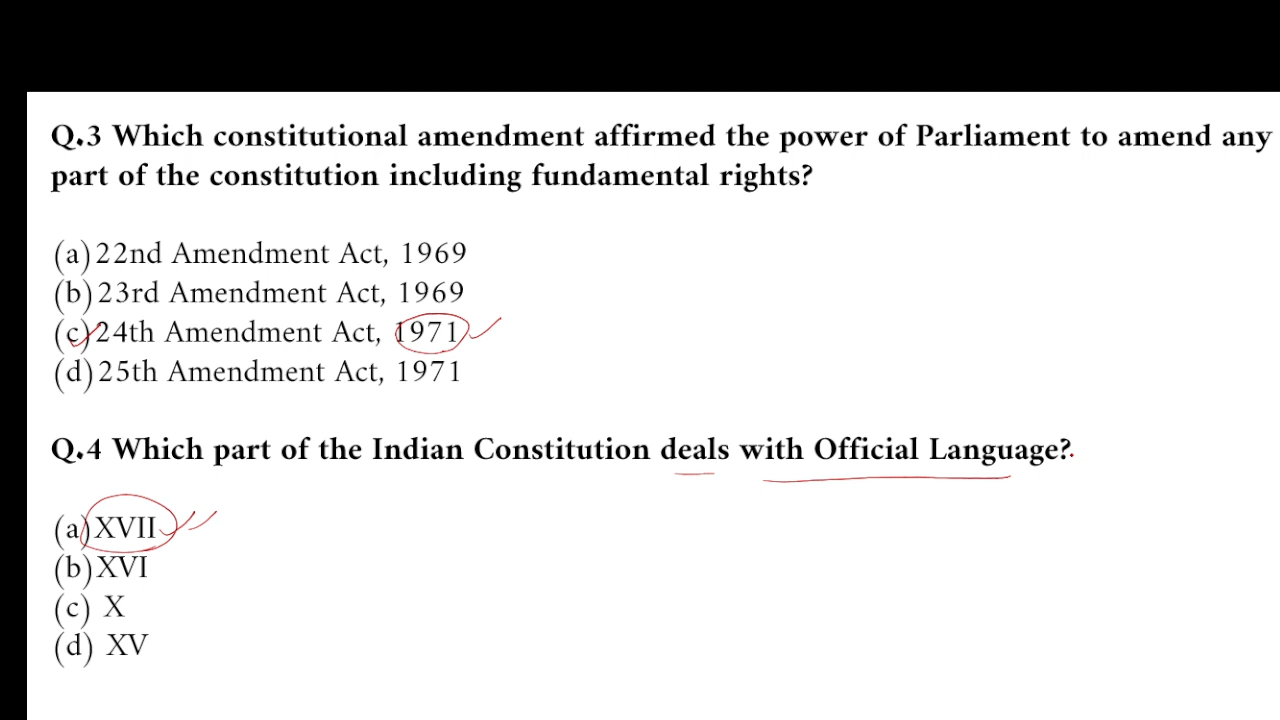 Q.3 Which constitutional amendment affirmed the power of Parliament to amend any
part of the constitution including fundamental rights?
(a) 22nd Amendment Act, 1969
(b) 23rd Amendment Act, 1969
(c) 24th Amendment Act, 1971
(d) 25th Amendment Act, 1971
Q.4 Which part of the Indian Constitution deals with Official Language?
(a) XVII
(b) XVI
(c) X
(d) XV